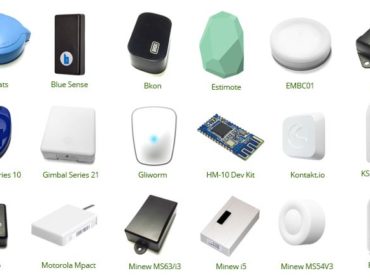 ats
Blue Sense
Bkon
Estimote
EMBC01
eries 10
Gimbal Series 21
Gliworm
HM-10 Dev Kit
Kontakt.io
KS
Motorola Mpact
Minew MS63/i3
Minew i5
Minew MS54V3